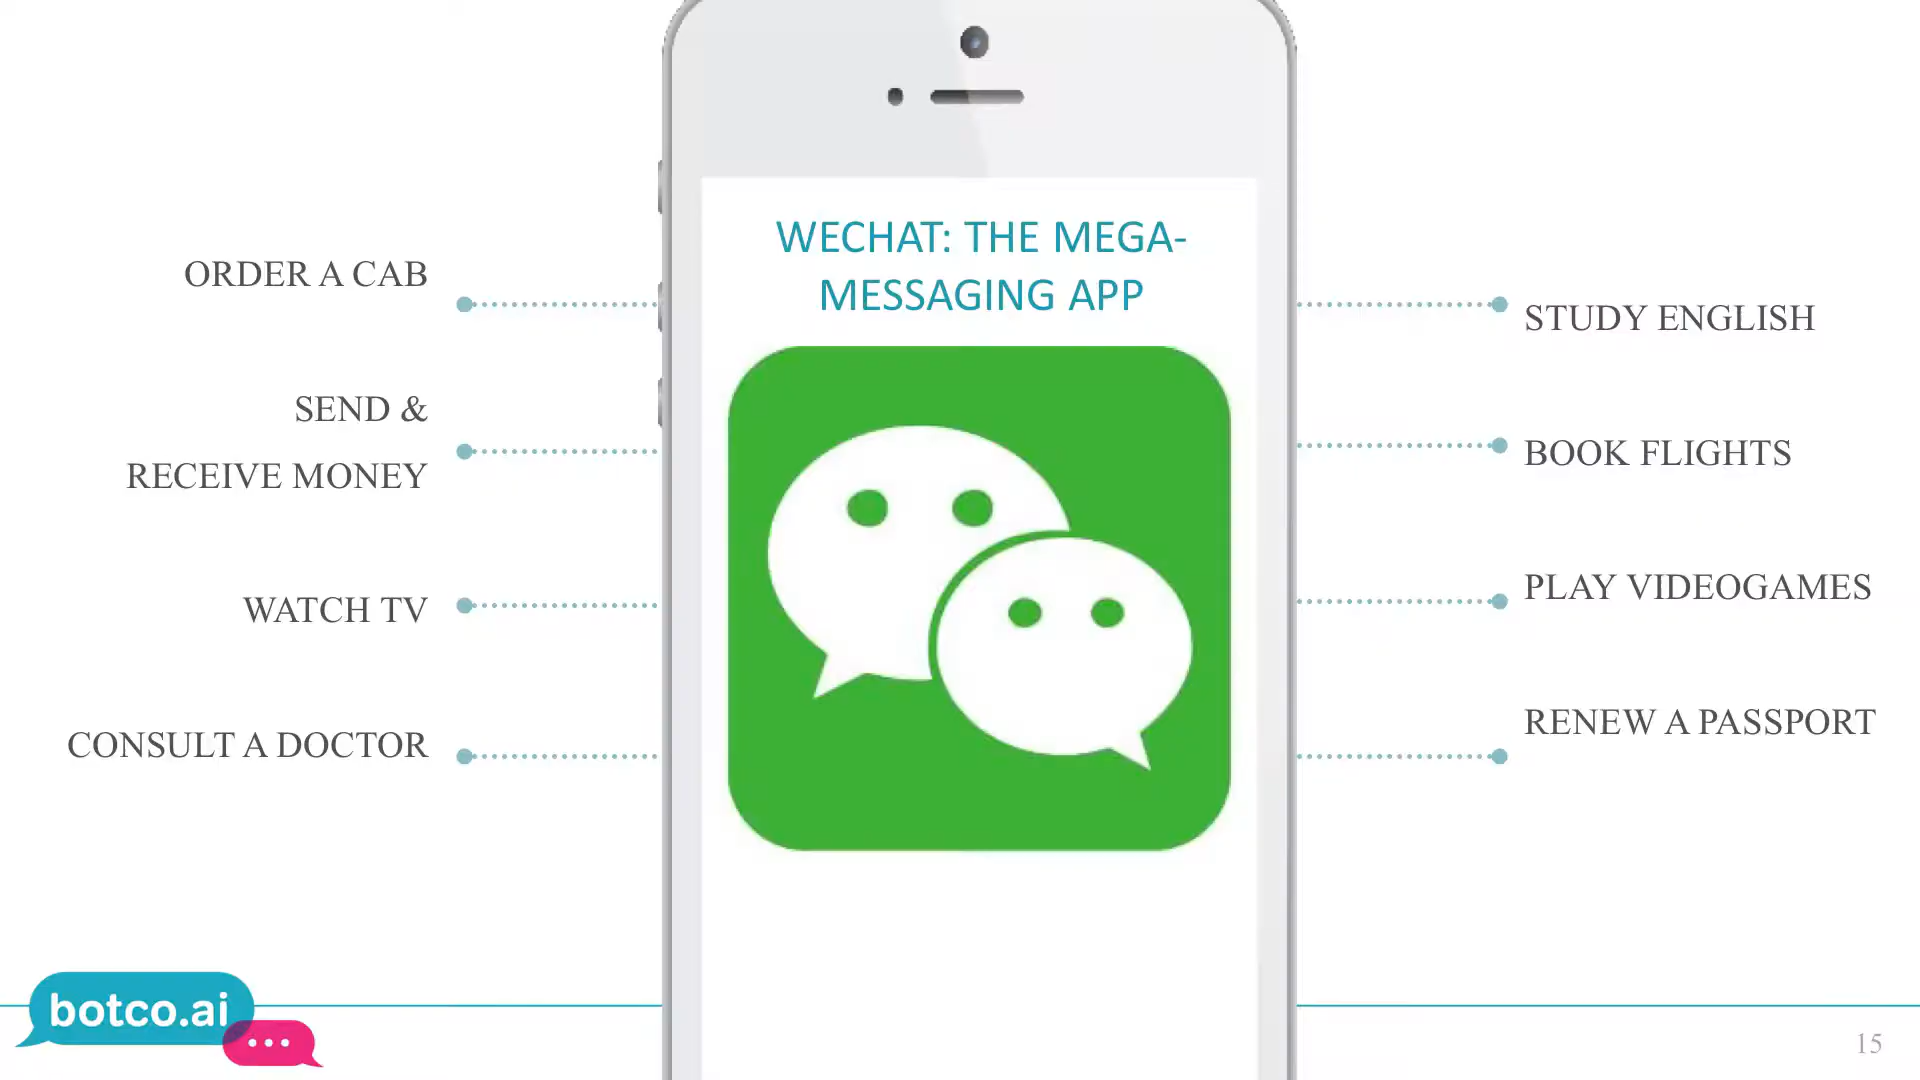 WECHAT: THE MEGA-
MESSAGING APP
ORDER A CAB
SEND &
RECEIVE MONEY
WATCH TV
CONSULT A DOCTOR
STUDY ENGLISH
BOOK FLIGHTS
PLAY VIDEOGAMES
RENEW A PASSPORT
botco.ai
15